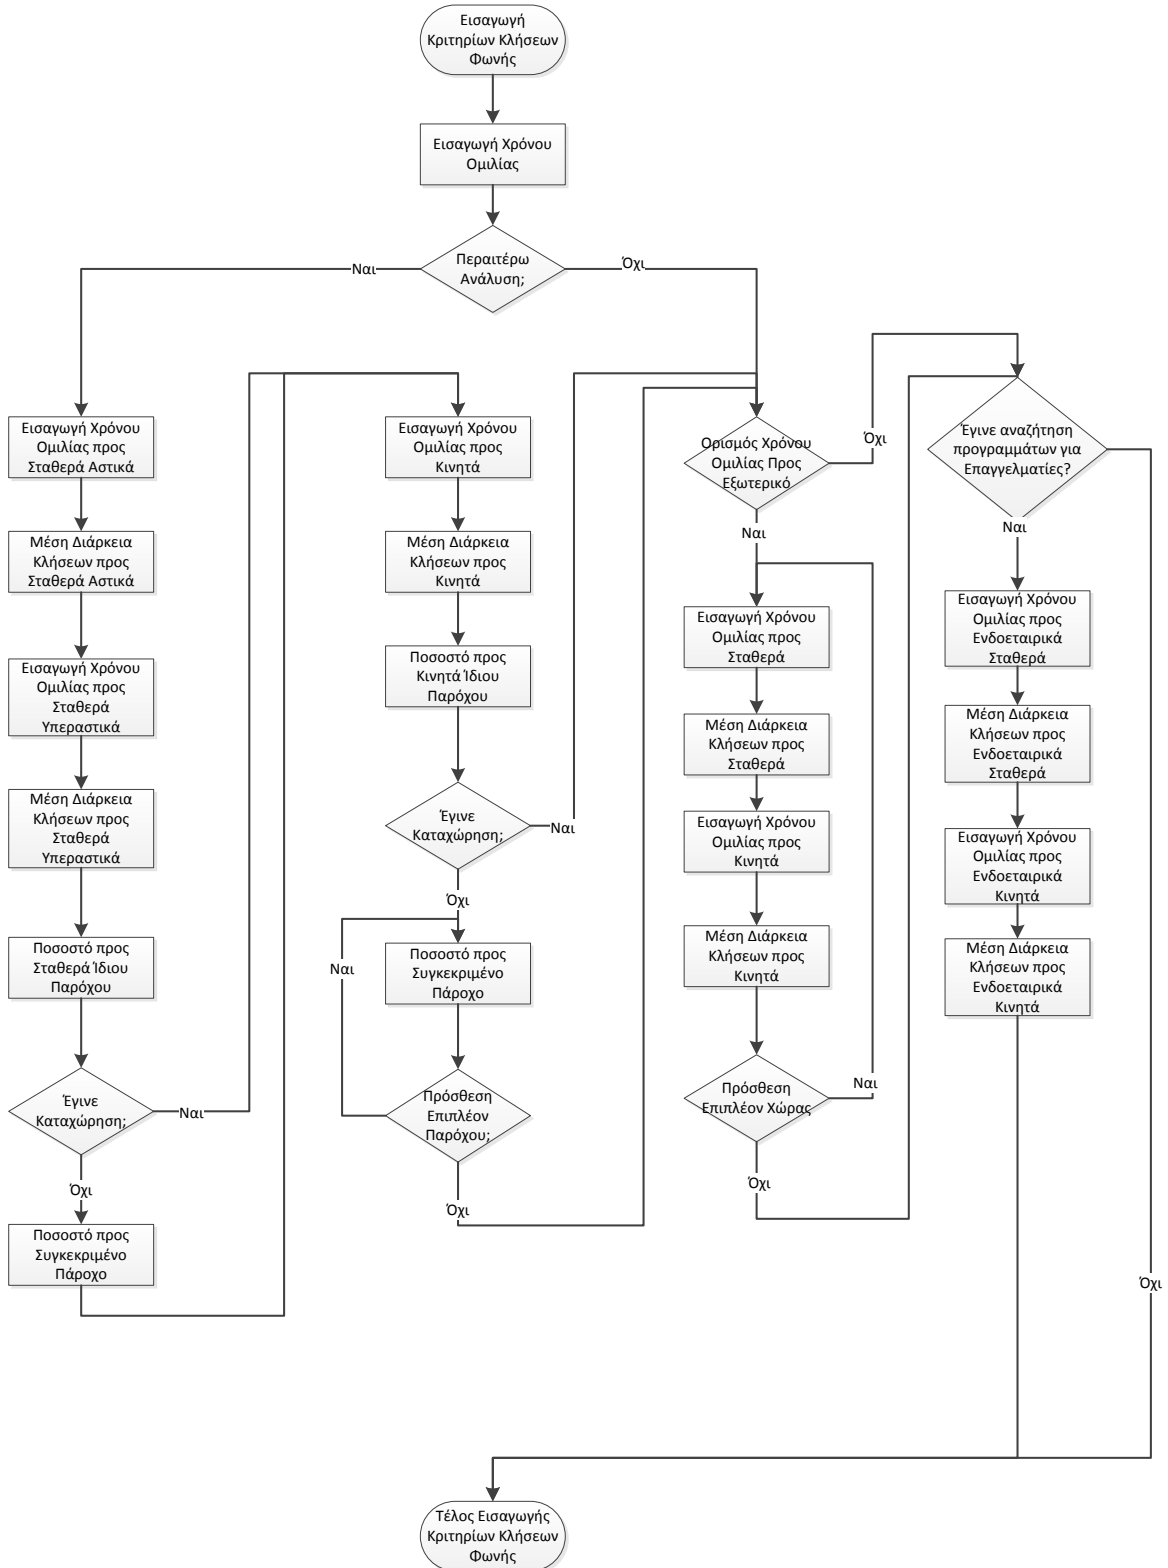 Εισαγωγή
Κριτηρίων Κλήσεων
Φωνής
Εισαγωγή Χρόνου
Ομιλίας
Περαιτέρω
Ανάλυση;
Ναι
Όχι
Εισαγωγή Χρόνου
Ομιλίας προς
Σταθερά Αστικά
Μέση Διάρκεια
Κλήσεων προς
Σταθερά Αστικά
Εισαγωγή Χρόνου
Ομιλίας προς
Σταθερά
Υπεραστικά
Μέση Διάρκεια
Κλήσεων προς
Σταθερά
Υπεραστικά
Ποσοστό προς
Σταθερά Ίδιου
Παρόχου
Έγινε
Καταχώρηση;
Ναι
Όχι
Ποσοστό προς
Συγκεκριμένο
Πάροχο
Εισαγωγή Χρόνου
Ομιλίας προς
Κινητά
Μέση Διάρκεια
Κλήσεων προς
Κινητά
Ποσοστό προς
Κινητά Ίδιου
Παρόχου
Έγινε
Καταχώρηση;
Ναι
Όχι
Ποσοστό προς
Συγκεκριμένο
Πάροχο
Ναι
Πρόσθεση
Επιπλέον
Παρόχου;
Όχι
Ορισμός Χρόνου
Ομιλίας Προς
Εξωτερικό
Όχι
Ναι
Εισαγωγή Χρόνου
Ομιλίας προς
Σταθερά
Μέση Διάρκεια
Κλήσεων προς
Σταθερά
Εισαγωγή Χρόνου
Ομιλίας προς
Κινητά
Μέση Διάρκεια
Κλήσεων προς
Κινητά
Πρόσθεση
Επιπλέον Χώρας
Ναι
Όχι
Έγινε αναζήτηση
προγραμμάτων για
Επαγγελματίες?
Ναι
Εισαγωγή Χρόνου
Ομιλίας προς
Ενδοεταιρικά
Σταθερά
Μέση Διάρκεια
Κλήσεων προς
Ενδοεταιρικά
Σταθερά
Εισαγωγή Χρόνου
Ομιλίας προς
Ενδοεταιρικά
Κινητά
Μέση Διάρκεια
Κλήσεων προς
Ενδοεταιρικά
Κινητά
Όχι
Τέλος Εισαγωγής
Κριτηρίων Κλήσεων
Φωνής